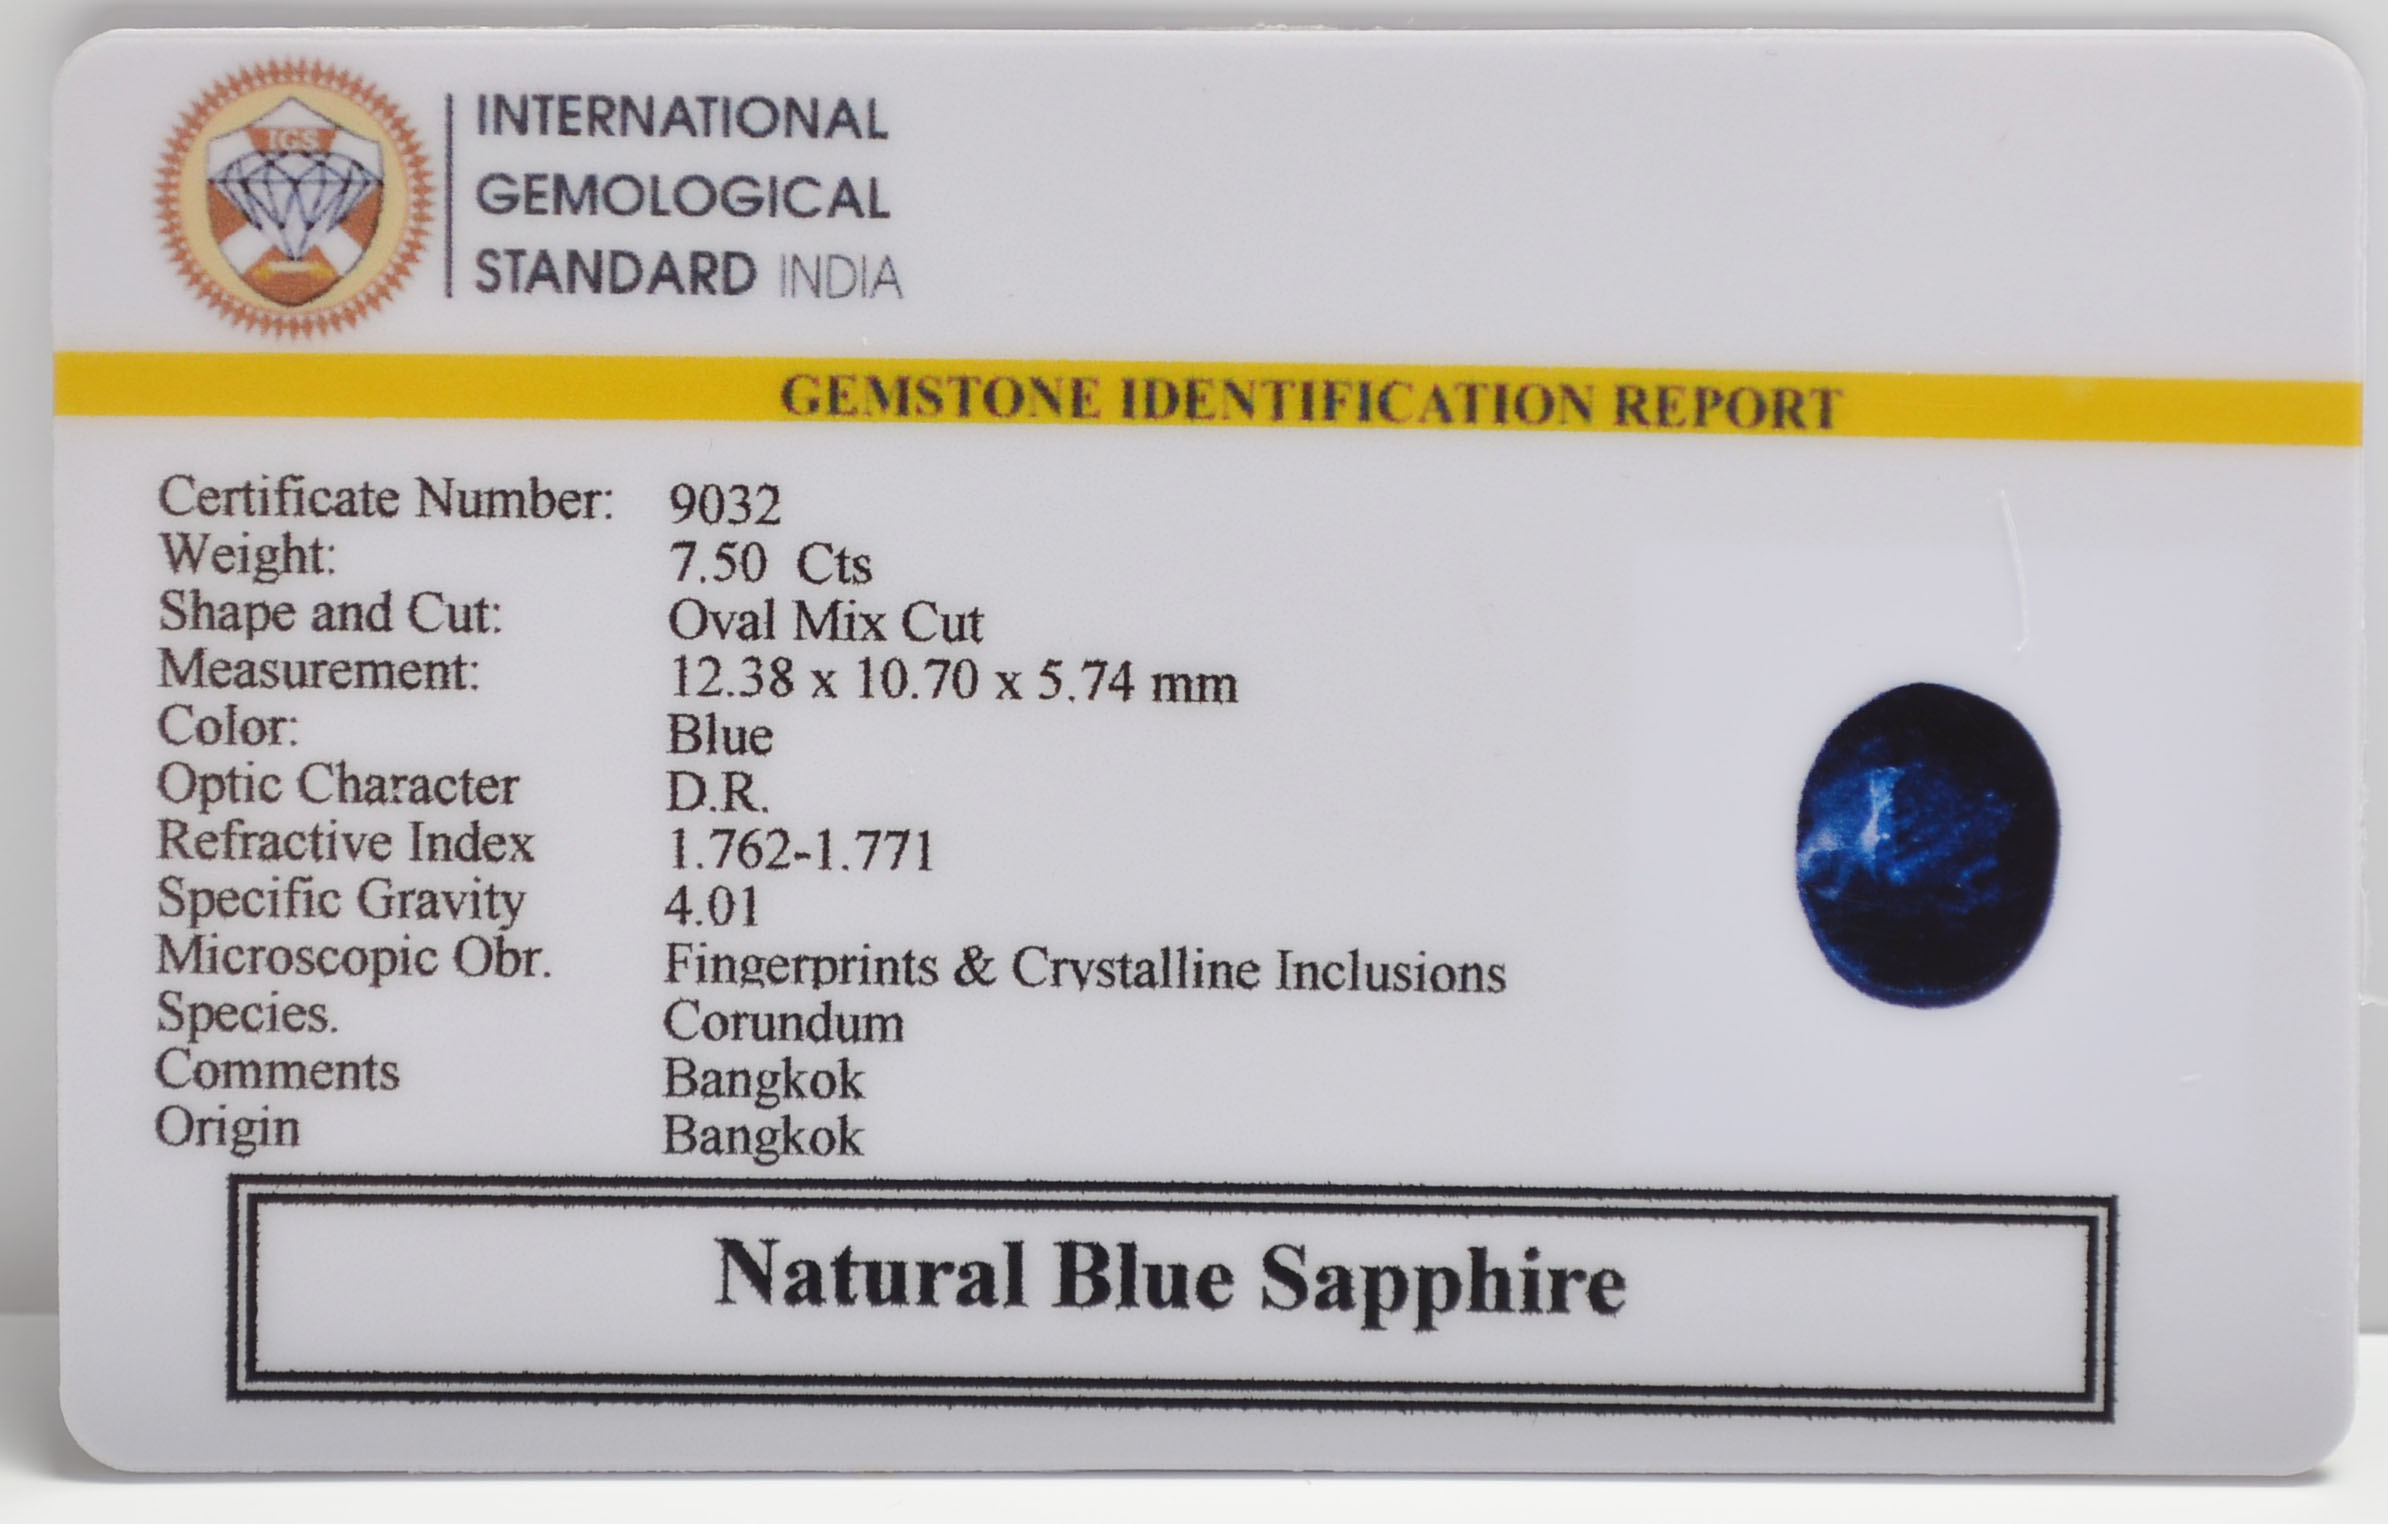 IGS
INTERNATIONAL
GEMOLOGICAL
STANDARD INDIA
GEMSTONE IDENTIFICATION REPORT
Certificate Number: 9032
Weight: 7.50 Cts
Shape and Cut: Oval Mix Cut
Measurement: 12.38 x 10.70 x 5.74 mm
Color: Blue
Optic Character D.R.
Refractive Index 1.762-1.771
Specific Gravity 4.01
Microscopic Obr. Fingerprints & Crystalline Inclusions
Species. Corundum
Comments Bangkok
Origin Bangkok
Natural Blue Sapphire